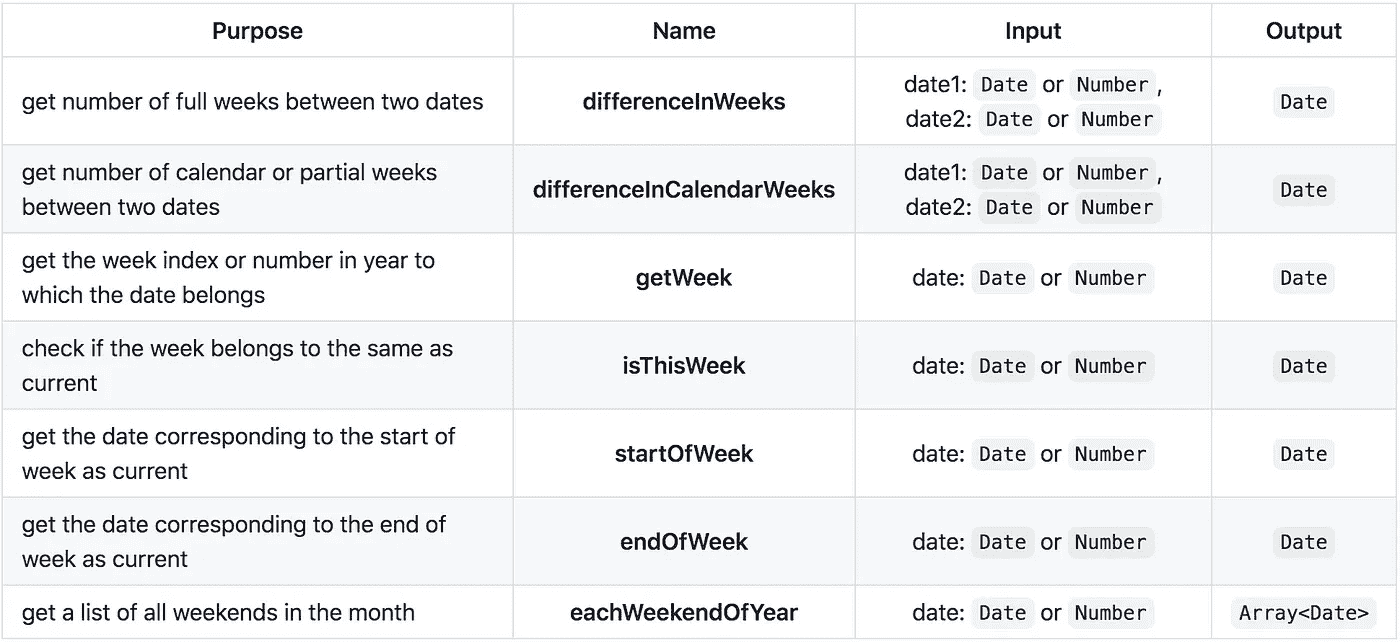 Purpose Name Input Output
get number of full weeks between two dates differenceInWeeks date1: Date or Number, Date
date2: Date or Number
get number of calendar or partial weeks differenceInCalendarWeeks date1: Date or Number, Date
between two dates date2: Date or Number
get the week index or number in year to getWeek date: Date or Number Date
which the date belongs
check if the week belongs to the same as isThisWeek date: Date or Number Date
current
get the date corresponding to the start of startOfWeek date: Date or Number Date
week as current
get the date corresponding to the end of endOfWeek date: Date or Number Date
week as current
get a list of all weekends in the month eachWeekendOfYear date: Date or Number Array<Date>